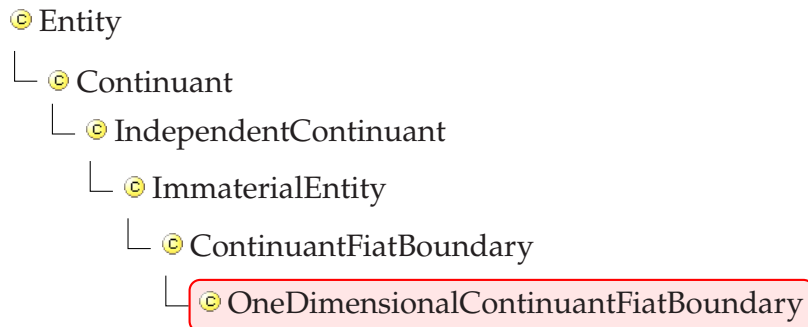 Entity
Continuant
IndependentContinuant
ImmaterialEntity
ContinuantFiatBoundary
OneDimensionalContinuantFiatBoundary